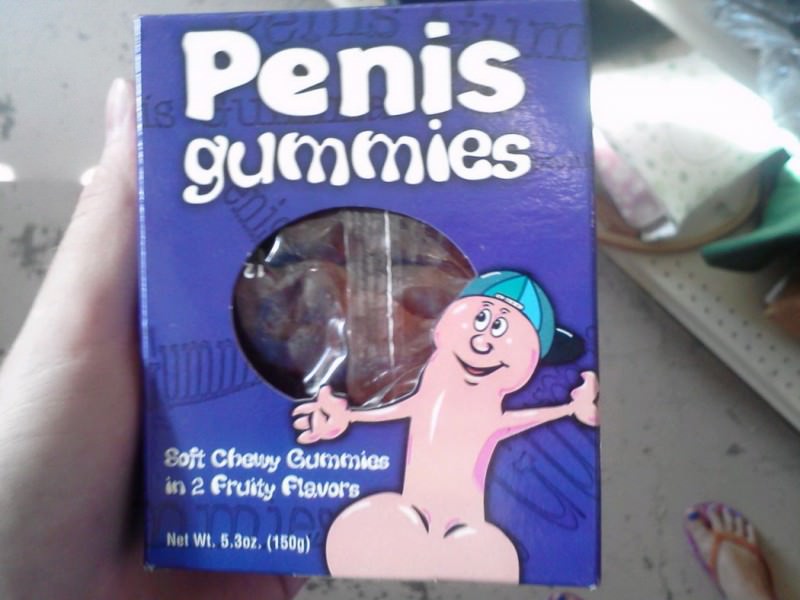 Penis
gummies
Soft Chewy Gummies
in 2 Fruity Flavors
Net Wt. 5.3oz. (150g)